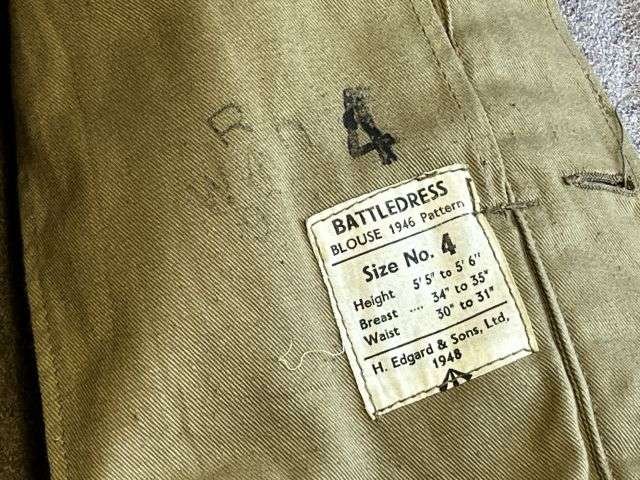 4
BATTLEDRESS
BLOUSE 1946 Pattern
Size No. 4
Height 5' 5" to 5' 6"
Breast .... 34" to 35"
Waist 30" to 31"
H. Edgard & Sons, Ltd,
1948